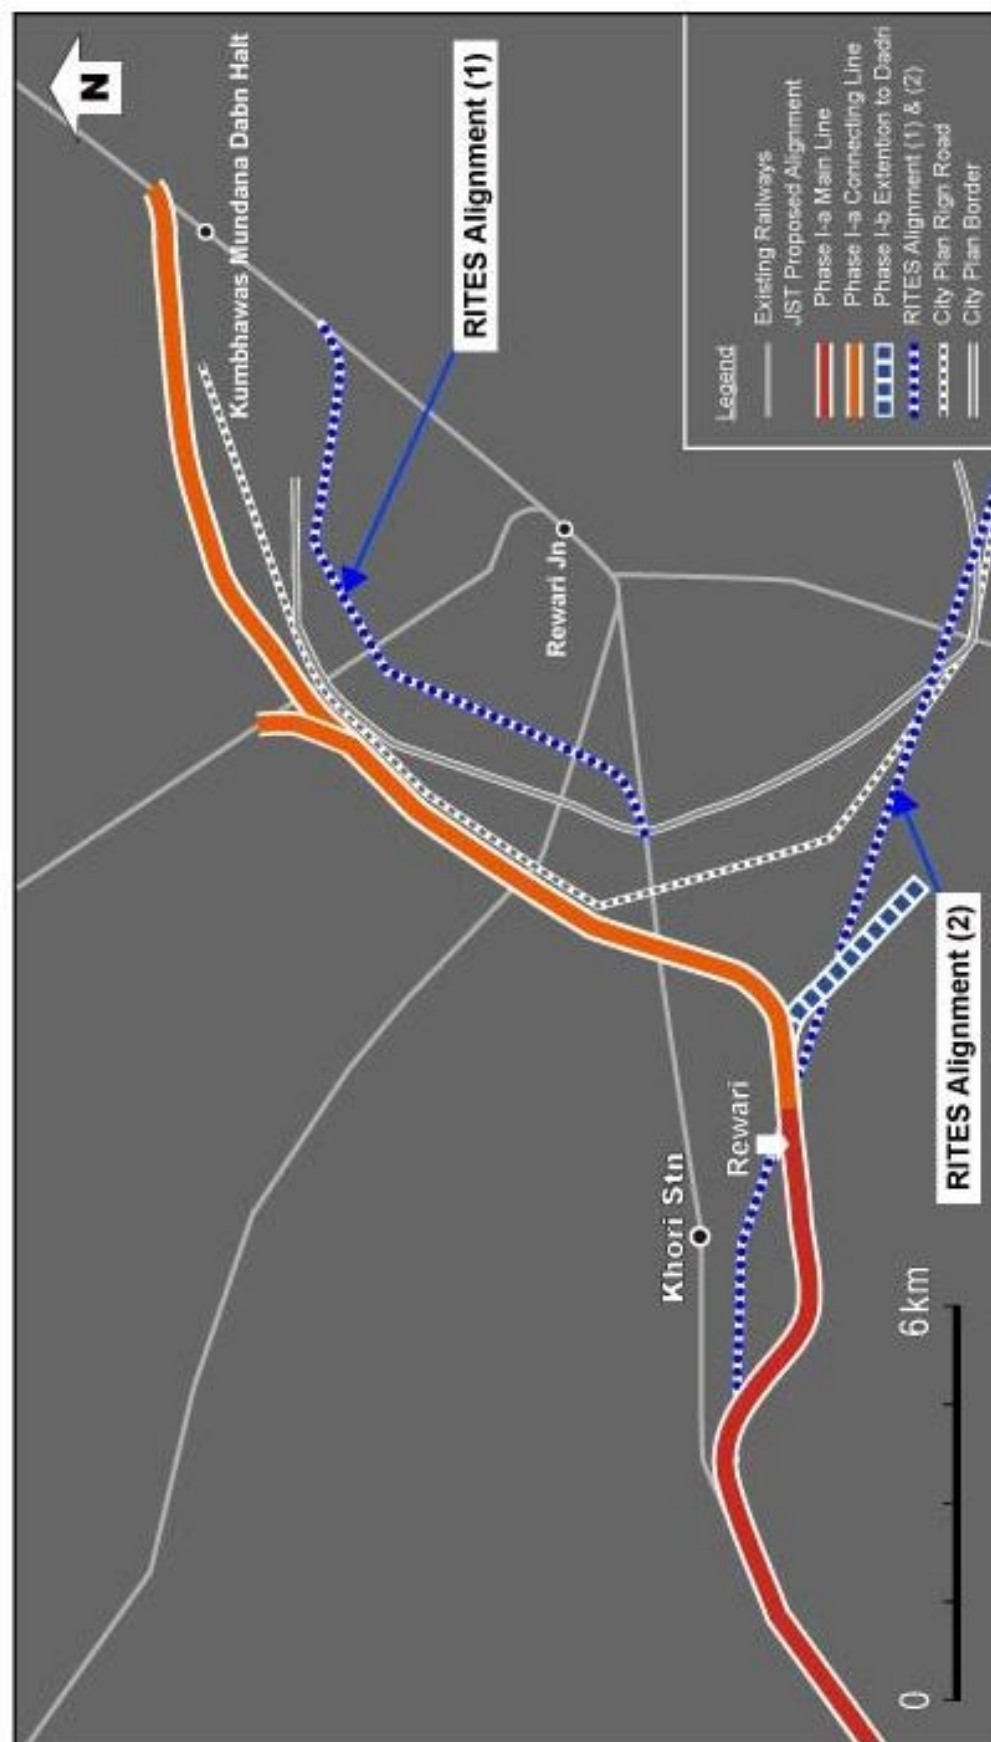 N
Kumbhawas Mundana Dabn Halt
RITES Alignment (1)
Rewari Jn
Khori Stn
Rewari
RITES Alignment (2)
0
6km
Legend
Existing Railways
JST Proposed Alignment
Phase I-a Main Line
Phase I-a Connecting Line
Phase I-b Extention to Dadri
RITES Alignment (1) & (2)
City Plan Rign Road
City Plan Border